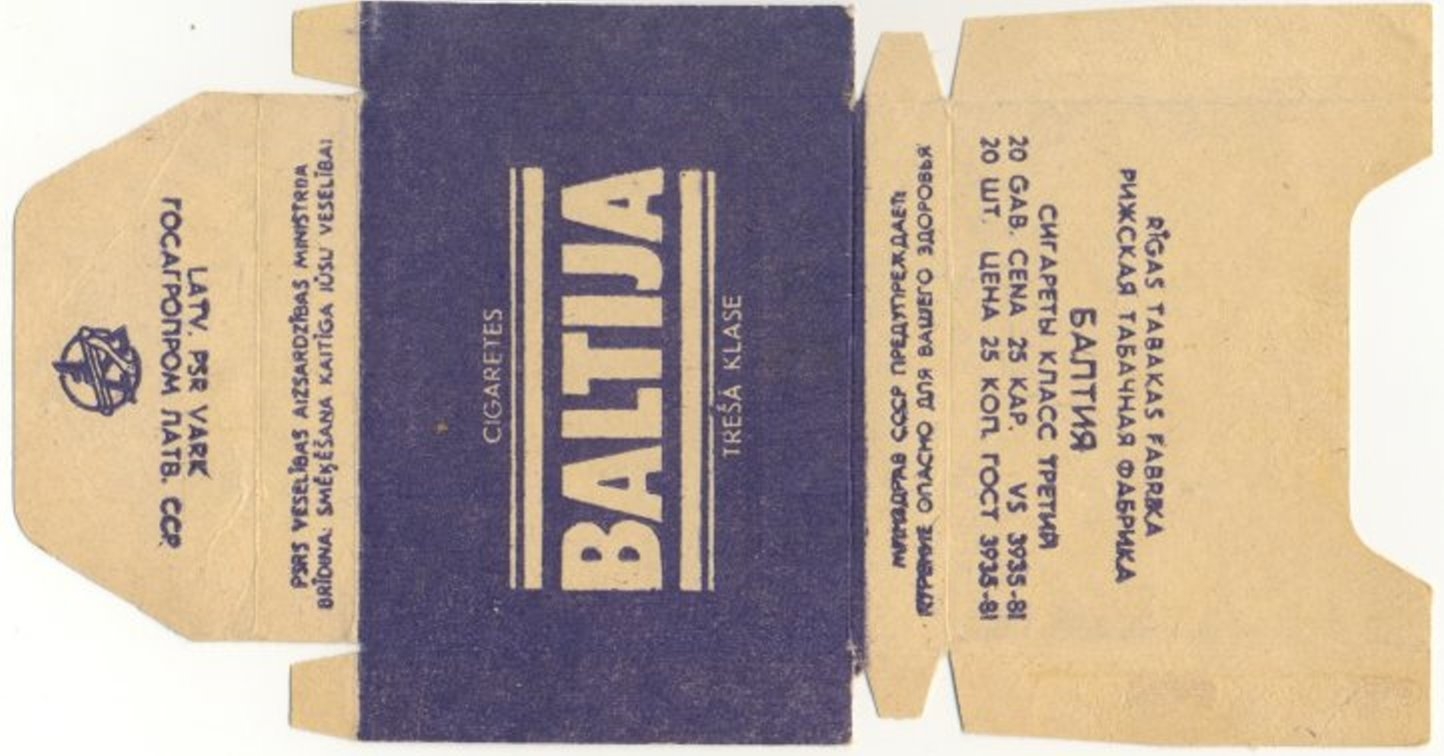 LATV. PSR VARK
ГОСАГРОПРОМ ЛАТВ. ССР
PSRS VESELĪBAS AIZSARDZĪBAS MINISTRIJA
BRĪDINA: SMĒĶĒŠANA KAITĪGA JŪSU VESELĪBAI
CIGARETES
BALTIJA
TREŠĀ KLASE
МИНЗДРАВ СССР ПРЕДУПРЕЖДАЕТ:
КУРЕНИЕ ОПАСНО ДЛЯ ВАШЕГО ЗДОРОВЬЯ
RĪGAS TABAKAS FABRIKA
РИЖСКАЯ ТАБАЧНАЯ ФАБРИКА
БАЛТИЯ
СИГАРЕТЫ КЛАСС ТРЕТИЙ
20 GAB. CENA 25 KAP. VS 3935-81
20 ШТ. ЦЕНА 25 КОП. ГОСТ 3935-81